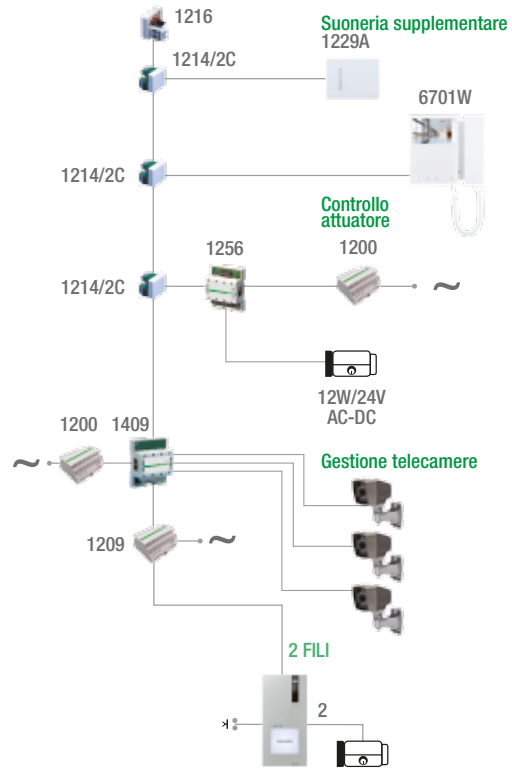 1216
Suoneria supplementare
1229A
1214/2C
6701W
1214/2C
Controllo
attuatore
1256
1200
1214/2C
12W/24V
AC-DC
1200
1409
Gestione telecamere
1209
2 FILI
2